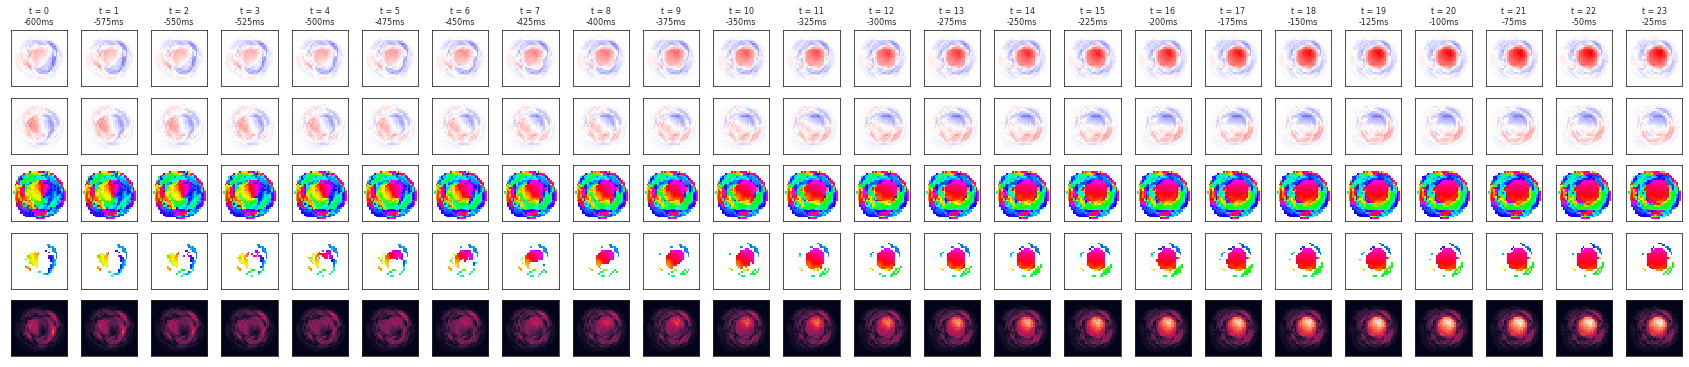 t = 0 t = 1 t = 2 t = 3 t = 4 t = 5 t = 6 t = 7 t = 8 t = 9 t = 10 t = 11 t = 12 t = 13 t = 14 t = 15 t = 16 t = 17 t = 18 t = 19 t = 20 t = 21 t = 22 t = 23
-600ms -575ms -550ms -525ms -500ms -475ms -450ms -425ms -400ms -375ms -350ms -325ms -300ms -275ms -250ms -225ms -200ms -175ms -150ms -125ms -100ms -75ms -50ms -25ms